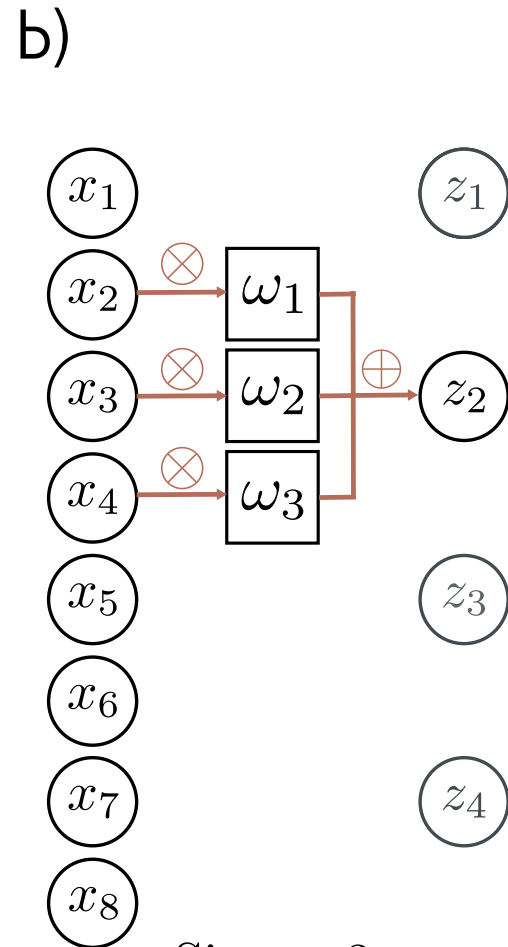 b)
x₁ z₁
x₂ ⊗ ω₁
x₃ ⊗ ω₂ ⊕ z₂
x₄ ⊗ ω₃
x₅ z₃
x₆
x₇ z₄
x₈